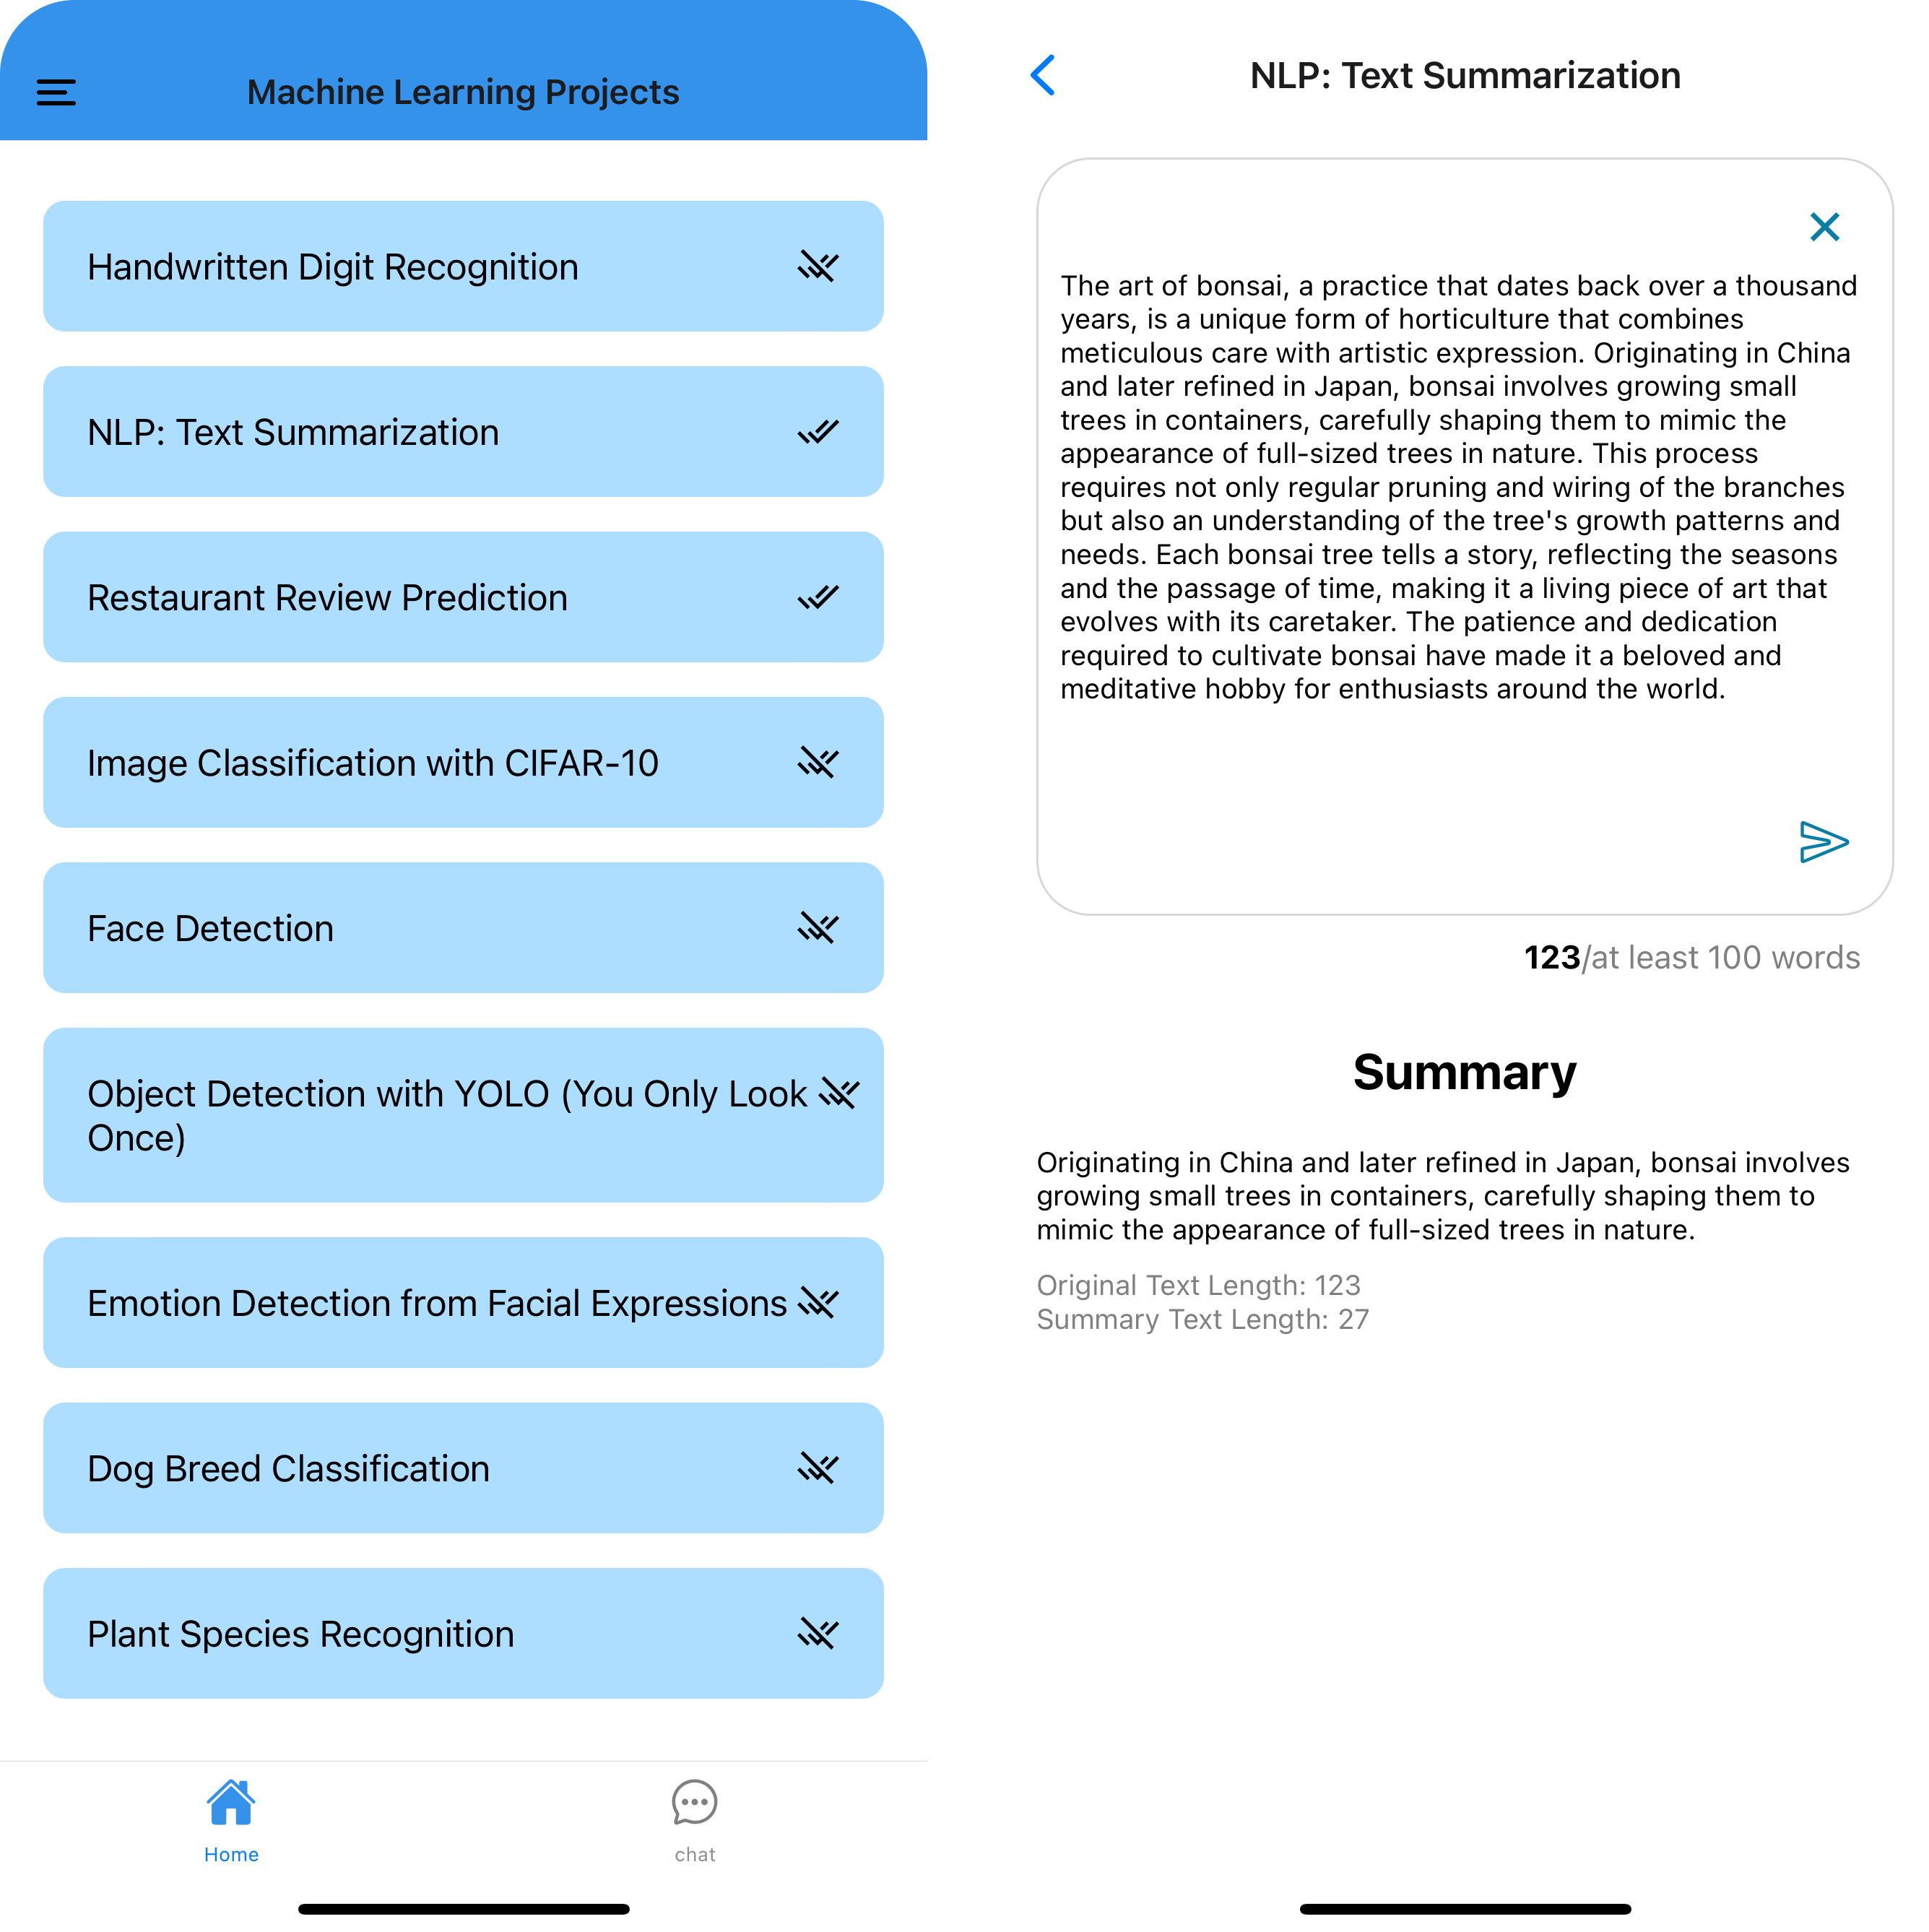 Machine Learning Projects
Handwritten Digit Recognition
NLP: Text Summarization
Restaurant Review Prediction
Image Classification with CIFAR-10
Face Detection
Object Detection with YOLO (You Only Look
Once)
Emotion Detection from Facial Expressions
Dog Breed Classification
Plant Species Recognition
Home
chat
NLP: Text Summarization
The art of bonsai, a practice that dates back over a thousand
years, is a unique form of horticulture that combines
meticulous care with artistic expression. Originating in China
and later refined in Japan, bonsai involves growing small
trees in containers, carefully shaping them to mimic the
appearance of full-sized trees in nature. This process
requires not only regular pruning and wiring of the branches
but also an understanding of the tree's growth patterns and
needs. Each bonsai tree tells a story, reflecting the seasons
and the passage of time, making it a living piece of art that
evolves with its caretaker. The patience and dedication
required to cultivate bonsai have made it a beloved and
meditative hobby for enthusiasts around the world.
123/at least 100 words
Summary
Originating in China and later refined in Japan, bonsai involves
growing small trees in containers, carefully shaping them to
mimic the appearance of full-sized trees in nature.
Original Text Length: 123
Summary Text Length: 27